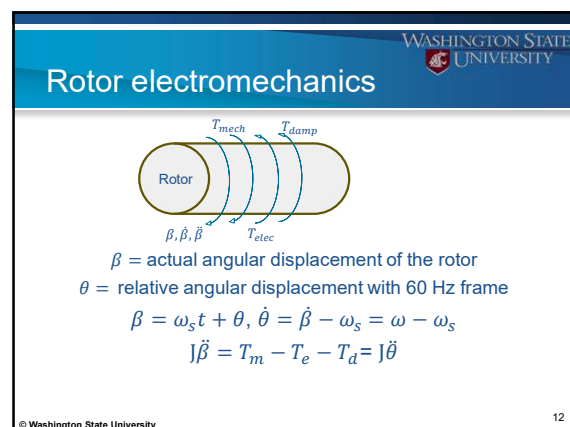 WASHINGTON STATE
UNIVERSITY
Rotor electromechanics
T_mech T_damp
Rotor
β, β̇, β̈ T_elec
β = actual angular displacement of the rotor
θ = relative angular displacement with 60 Hz frame
β = ω_s t + θ, θ̇ = β̇ − ω_s = ω − ω_s
Jβ̈ = T_m − T_e − T_d= Jθ̈
© Washington State University 12